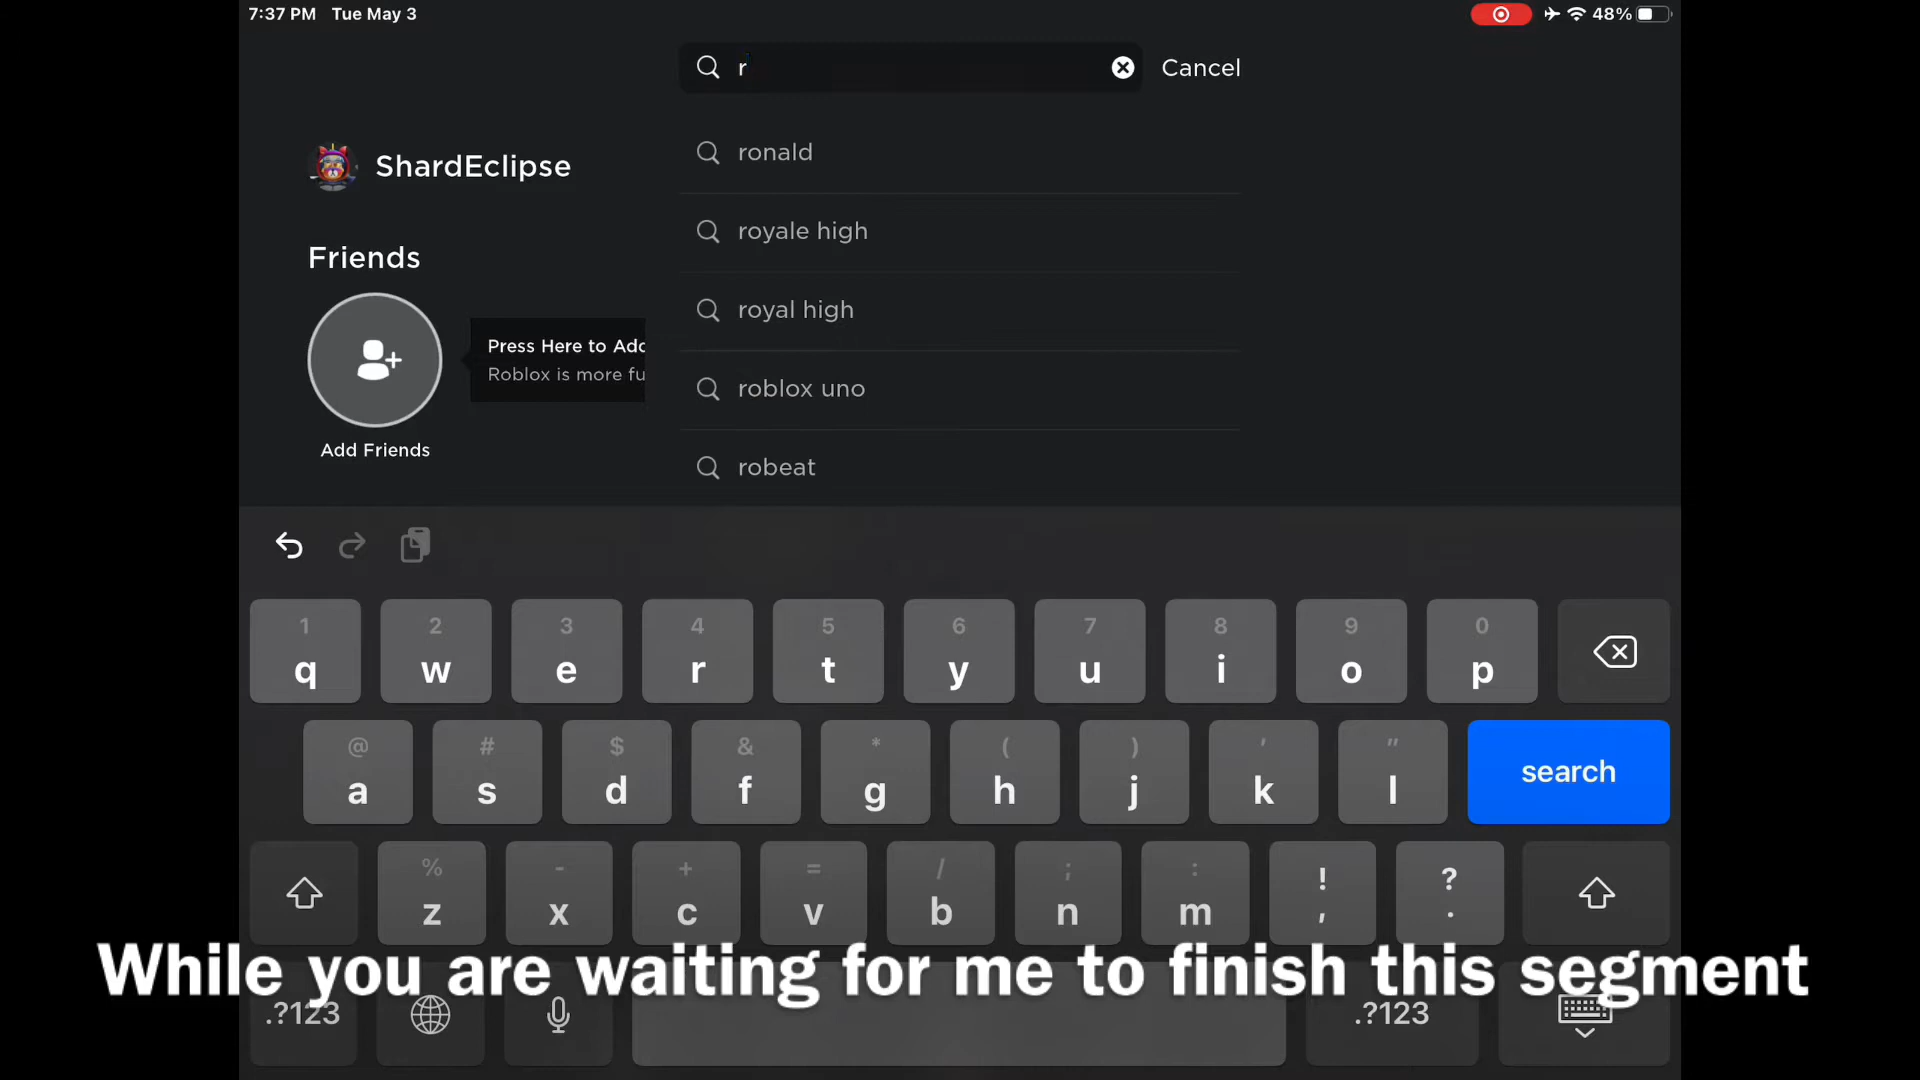 7:37 PM Tue May 3
48%
r
Cancel
ShardEclipse
ronald
royale high
Friends
royal high
Press Here to Add
Roblox is more fu
roblox uno
Add Friends
robeat
1 2 3 4 5 6 7 8 9 0
q w e r t y u i o p
@ # $ & * ( ) ' "
a s d f g h j k l search
% - + = / ; : ! ?
z x c v b n m , .
While you are waiting for me to finish this segment
.?123 .?123